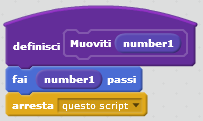 definisci Muoviti number1
fai number1 passi
arresta questo script